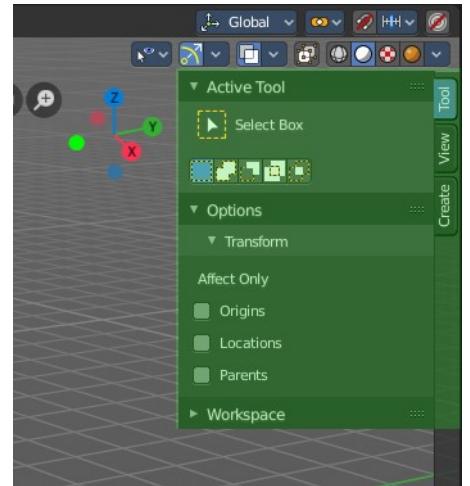 Global
Z
Y
X
Active Tool
Select Box
Options
Transform
Affect Only
Origins
Locations
Parents
Workspace
Tool
View
Create